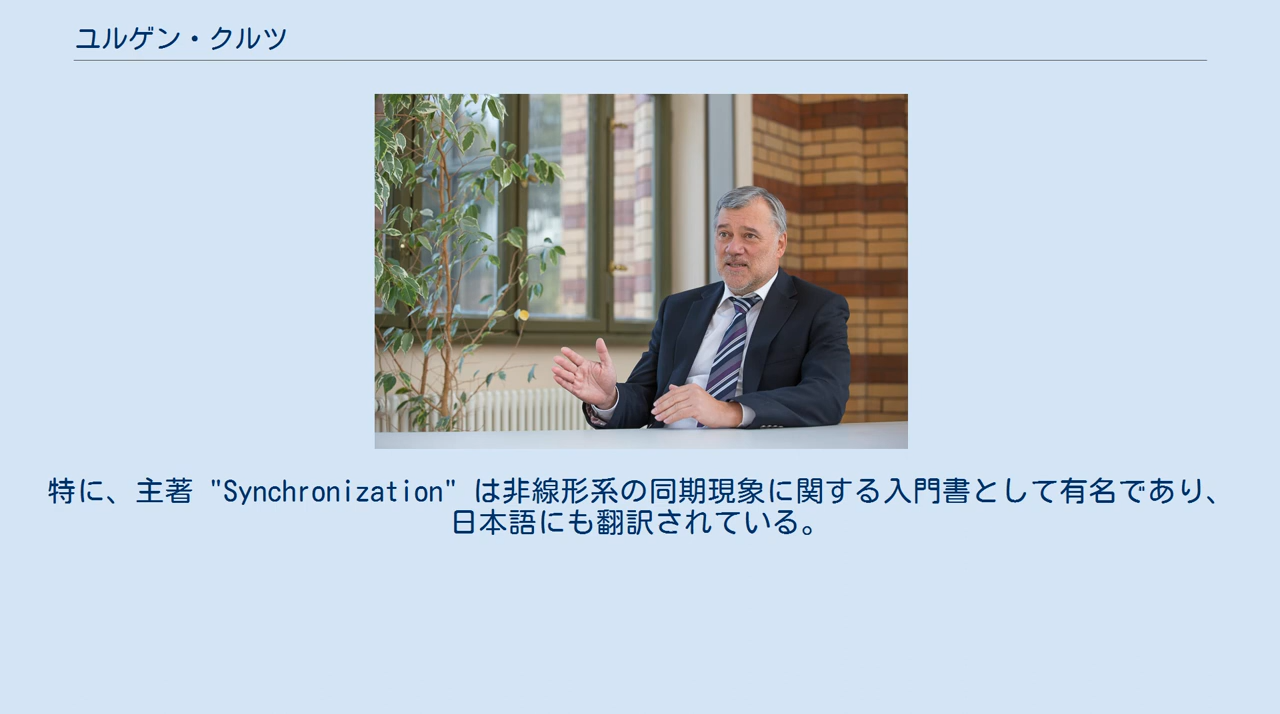 ユルゲン・クルツ
特に、主著 "Synchronization" は非線形系の同期現象に関する入門書として有名であり、
日本語にも翻訳されている。